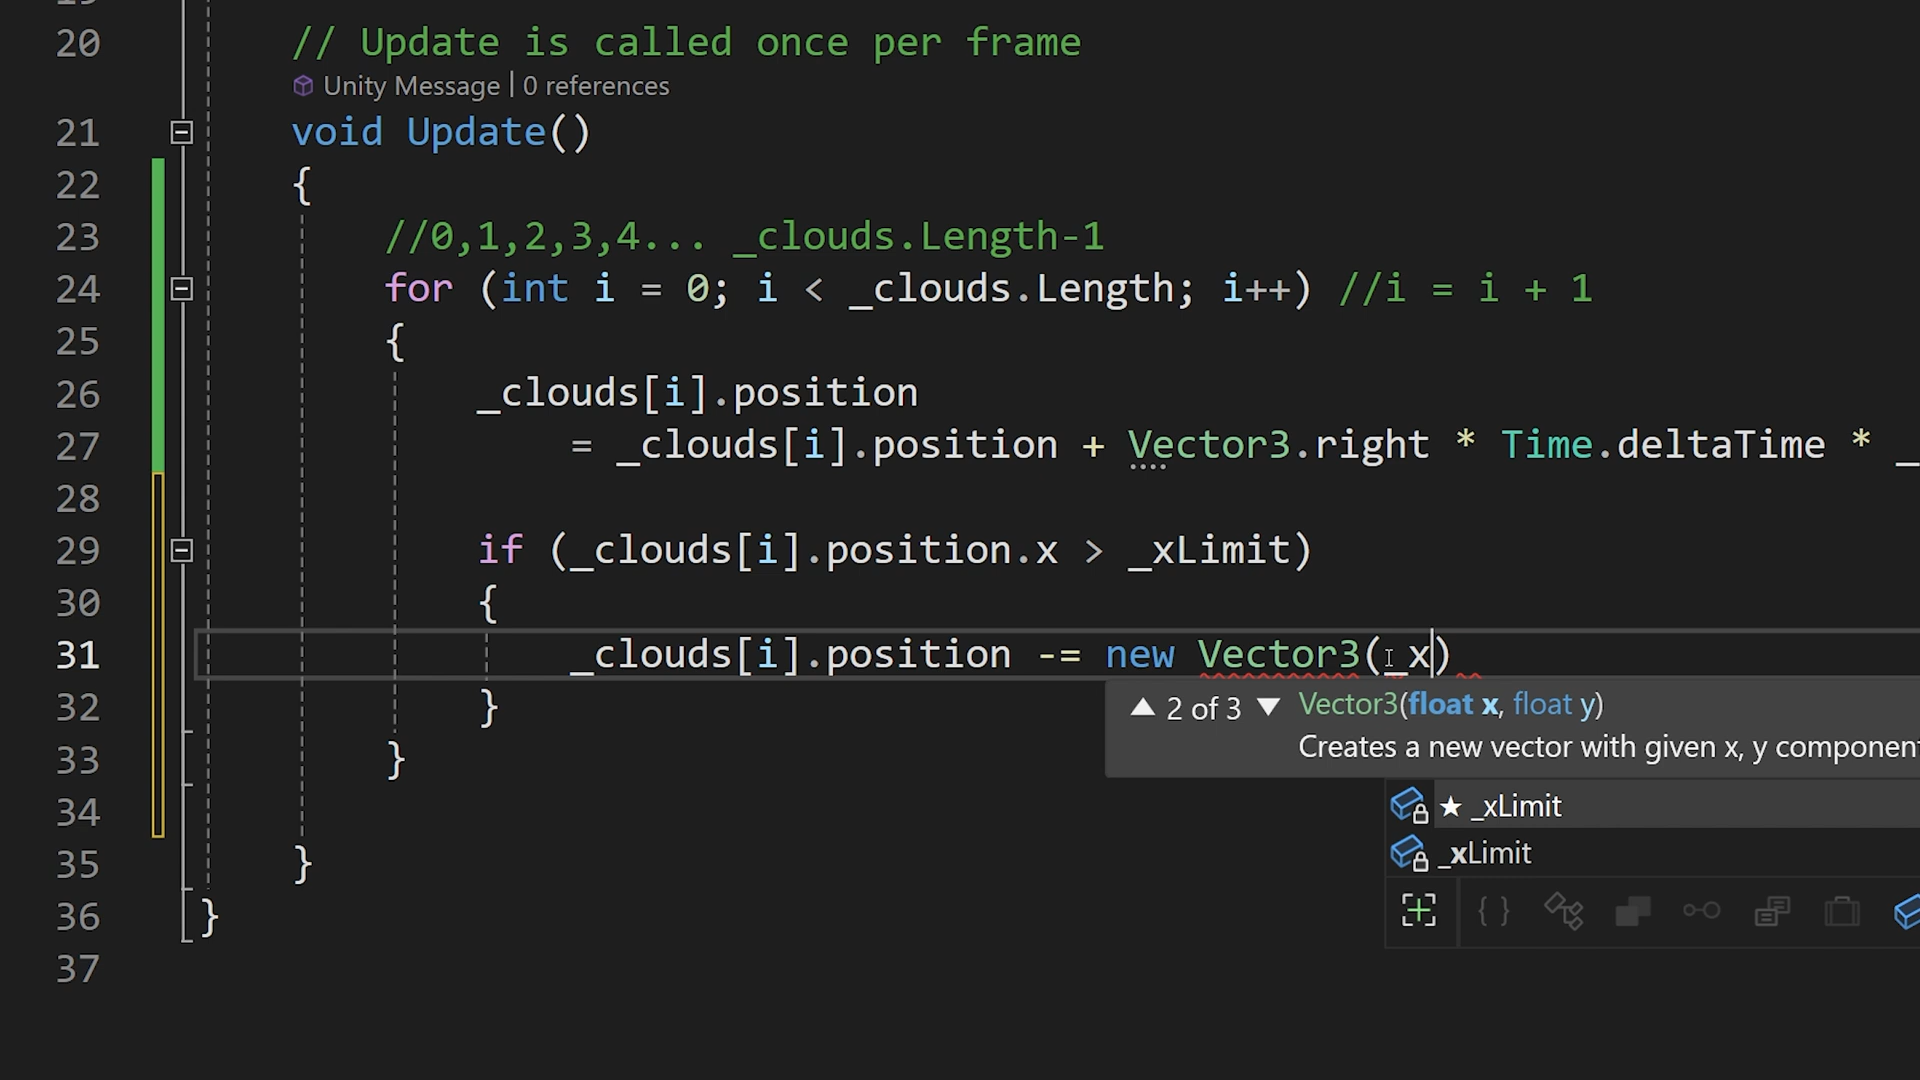 20 // Update is called once per frame
Unity Message | 0 references
21 void Update()
22 {
23 //0,1,2,3,4... _clouds.Length-1
24 for (int i = 0; i < _clouds.Length; i++) //i = i + 1
25 {
26 _clouds[i].position
27 = _clouds[i].position + Vector3.right * Time.deltaTime * _
28
29 if (_clouds[i].position.x > _xLimit)
30 {
31 _clouds[i].position -= new Vector3(_x)
32 }
▲ 2 of 3 ▼ Vector3(float x, float y)
Creates a new vector with given x, y component
33 }
★ _xLimit
34
_xLimit
35 }
36 }
37